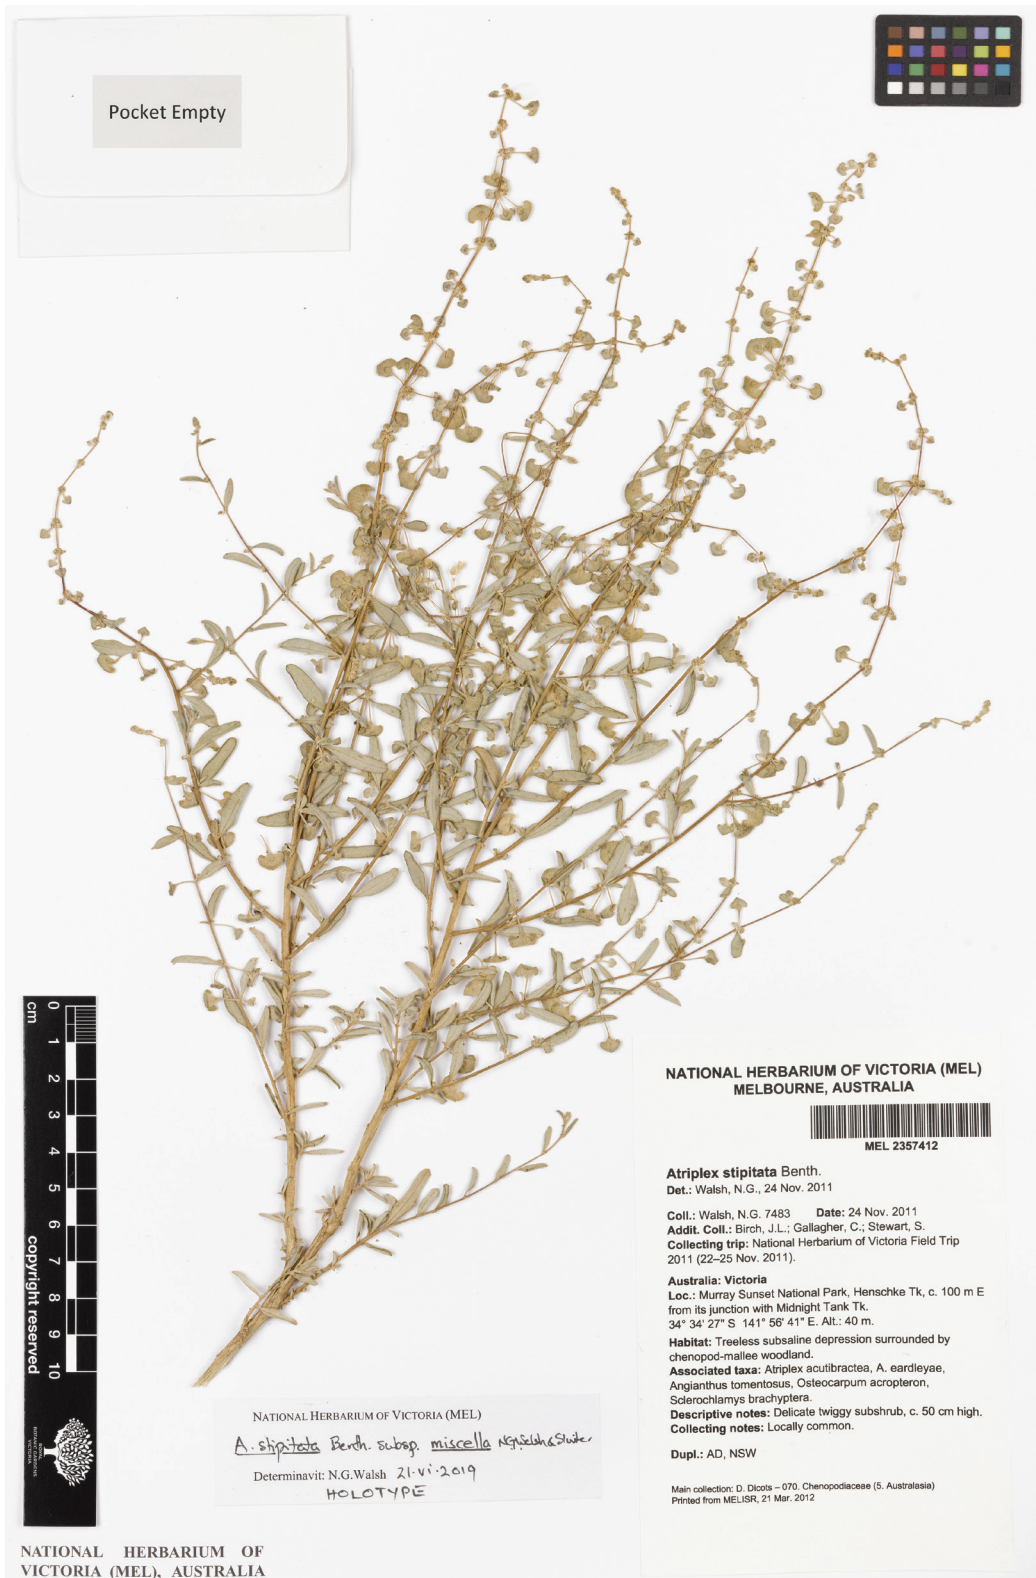 Pocket Empty
NATIONAL HERBARIUM OF VICTORIA (MEL)
MELBOURNE, AUSTRALIA
MEL 2357412
Atriplex stipitata Benth.
Det.: Walsh, N.G., 24 Nov. 2011
Coll.: Walsh, N.G. 7483 Date: 24 Nov. 2011
Addit. Coll.: Birch, J.L.; Gallagher, C.; Stewart, S.
Collecting trip: National Herbarium of Victoria Field Trip
2011 (22–25 Nov. 2011).
Australia: Victoria
Loc.: Murray Sunset National Park, Henschke Tk, c. 100 m E
from its junction with Midnight Tank Tk.
34° 34' 27" S 141° 56' 41" E. Alt.: 40 m.
Habitat: Treeless subsaline depression surrounded by
chenopod-mallee woodland.
Associated taxa: Atriplex acutibractea, A. eardleyae,
Angianthus tomentosus, Osteocarpum acropteron,
Sclerochlamys brachyptera.
Descriptive notes: Delicate twiggy subshrub, c. 50 cm high.
Collecting notes: Locally common.
Dupl.: AD, NSW
Main collection: D. Dicots – 070. Chenopodiaceae (5. Australasia)
Printed from MELISR, 21 Mar. 2012
cm
0
1
2
3
4
5
6
7
8
9
10
copyright reserved
ROYAL
BOTANIC GARDENS
VICTORIA
NATIONAL HERBARIUM OF VICTORIA (MEL)
A. stipitata Benth. subsp. miscella N.G.Walsh & Sluiter
Determinavit: N.G.Walsh 21·vi·2019
HOLOTYPE
NATIONAL HERBARIUM OF
VICTORIA (MEL), AUSTRALIA